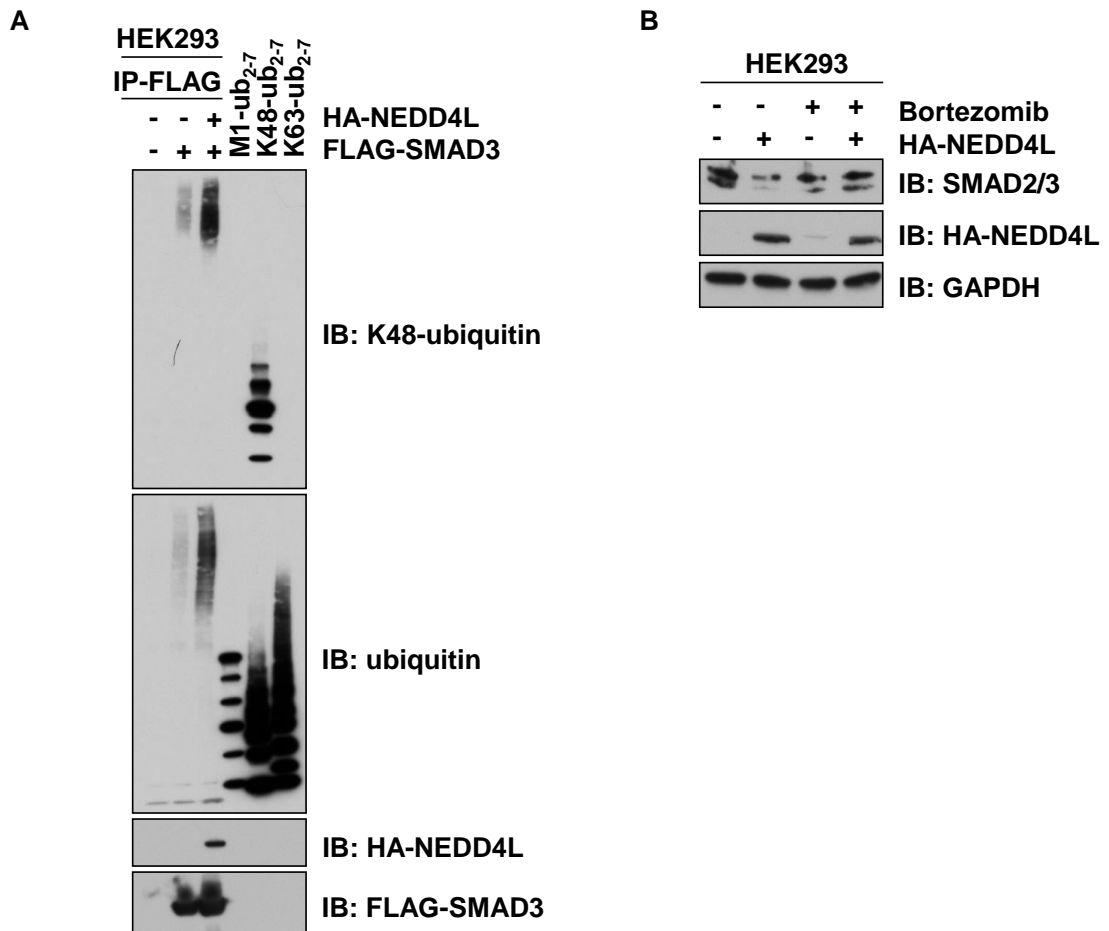 A
HEK293
IP-FLAG
M1-ub2-7
K48-ub2-7
K63-ub2-7
- - + HA-NEDD4L
- + + FLAG-SMAD3
IB: K48-ubiquitin
IB: ubiquitin
IB: HA-NEDD4L
IB: FLAG-SMAD3
B
HEK293
- - + + Bortezomib
- + - + HA-NEDD4L
IB: SMAD2/3
IB: HA-NEDD4L
IB: GAPDH